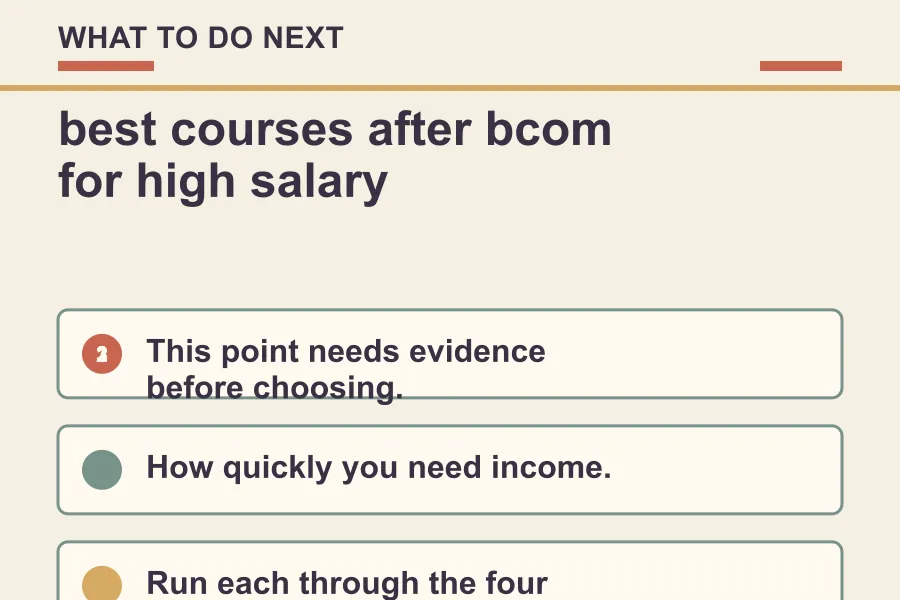 WHAT TO DO NEXT
best courses after bcom
for high salary
This point needs evidence
before choosing.
How quickly you need income.
Run each through the four